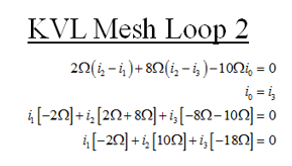 KVL Mesh Loop 2
2Ω(i₂ − i₁) + 8Ω(i₂ − i₃) − 10Ωi₀ = 0
i₀ = i₃
i₁[−2Ω] + i₂[2Ω + 8Ω] + i₃[−8Ω − 10Ω] = 0
i₁[−2Ω] + i₂[10Ω] + i₃[−18Ω] = 0